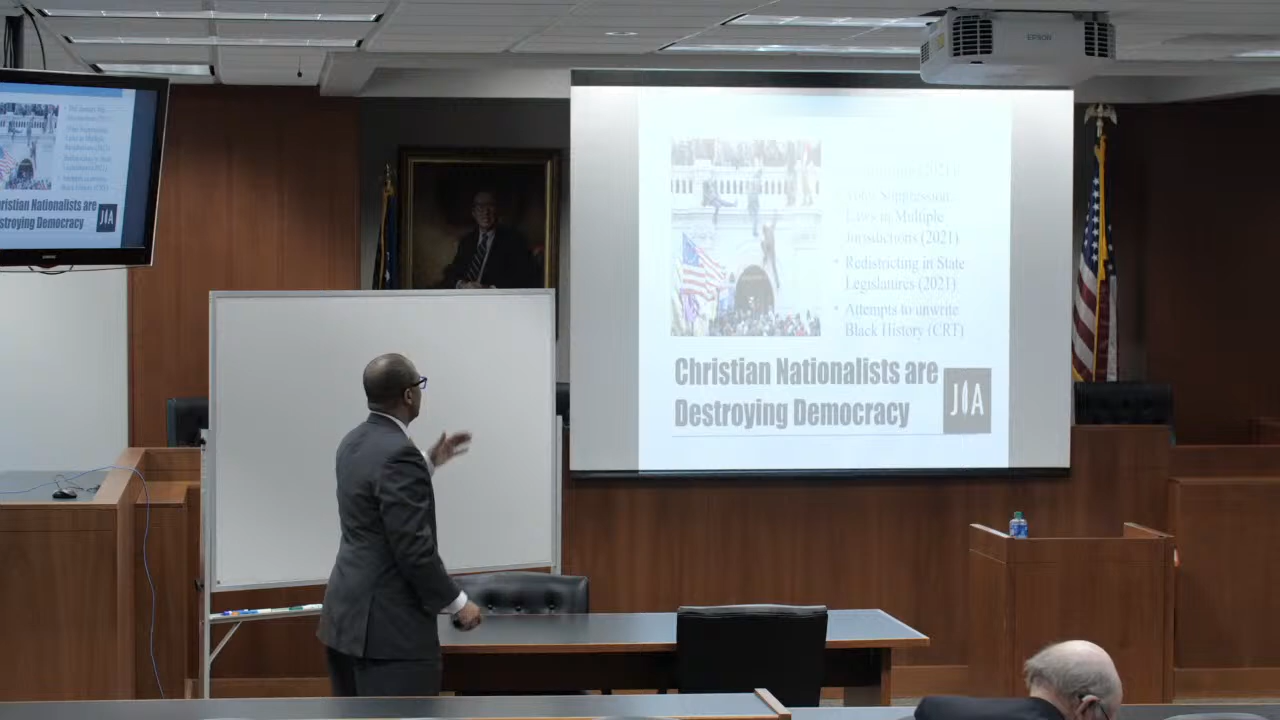 EPSON
Voter Suppression
Laws in Multiple
Jurisdictions (2021)
• Redistricting in State
Legislatures (2021)
• Attempts to unwrite
Black History (CRT)
Christian Nationalists are
Destroying Democracy
JIA
Christian Nationalists are
Destroying Democracy
JIA